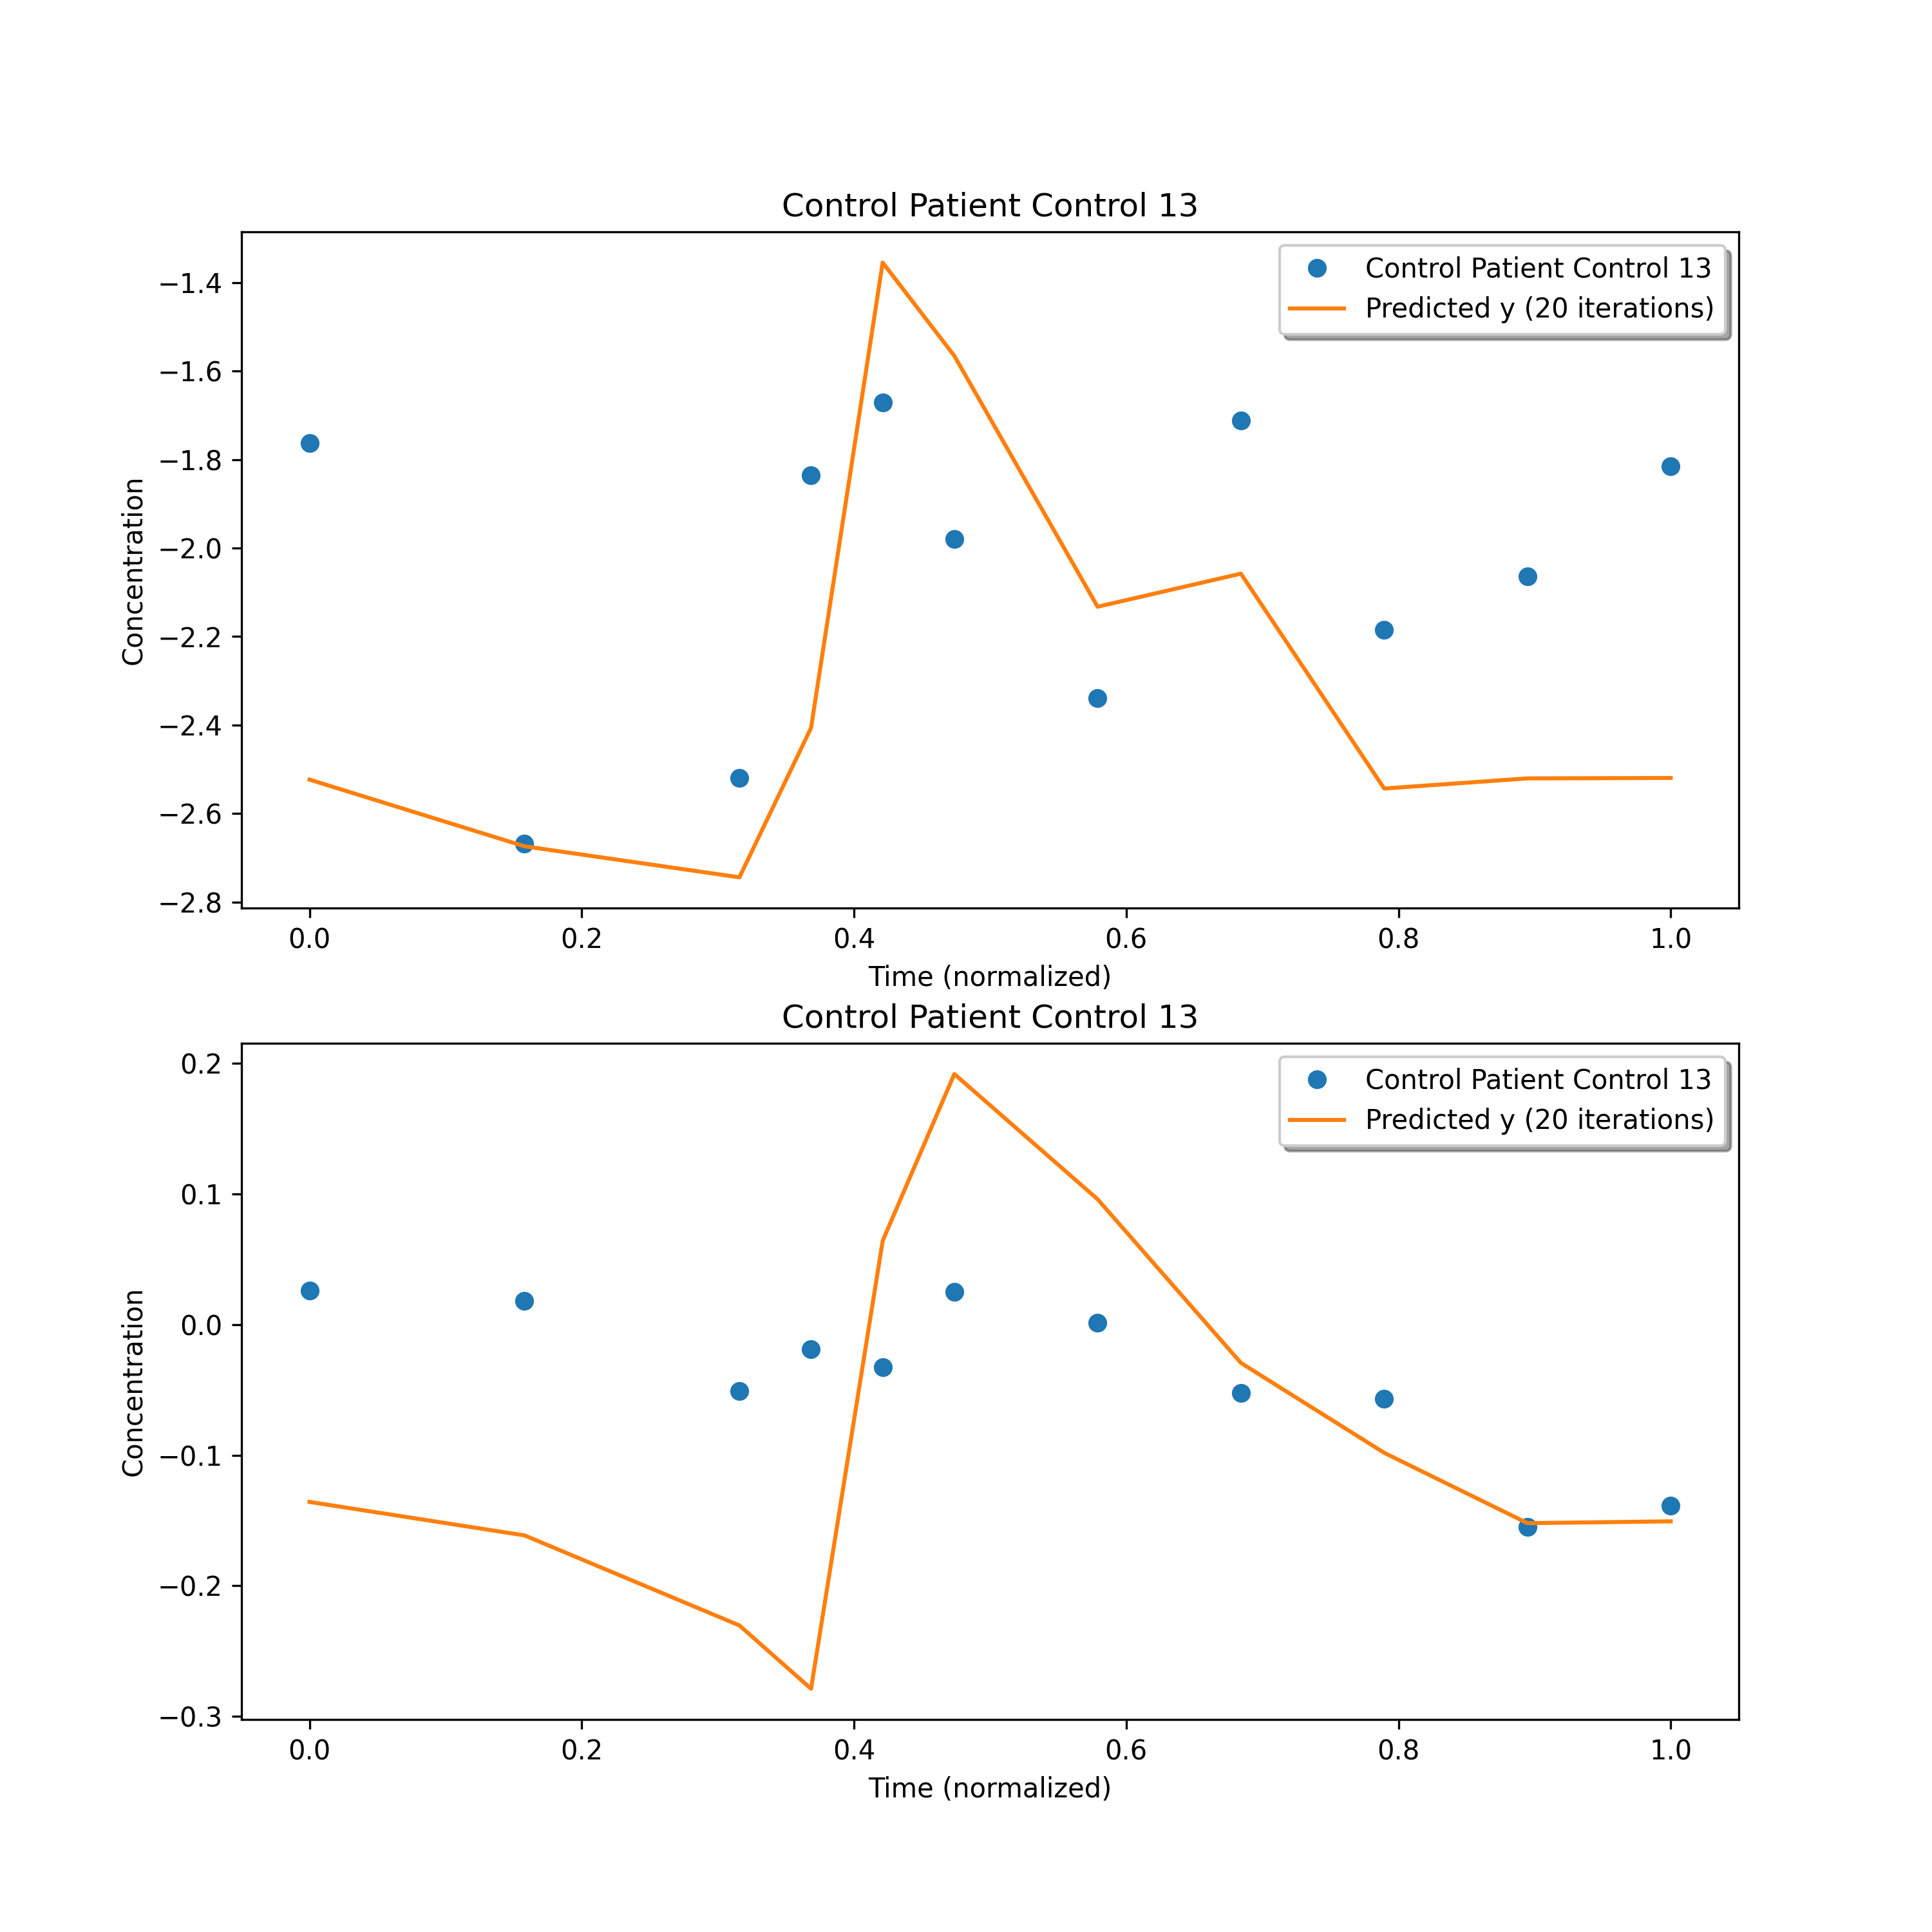 Control Patient Control 13
Control Patient Control 13
Predicted y (20 iterations)
−1.4
−1.6
−1.8
−2.0
−2.2
−2.4
−2.6
−2.8
Concentration
0.0 0.2 0.4 0.6 0.8 1.0
Time (normalized)
Control Patient Control 13
Control Patient Control 13
Predicted y (20 iterations)
0.2
0.1
0.0
−0.1
−0.2
−0.3
Concentration
0.0 0.2 0.4 0.6 0.8 1.0
Time (normalized)